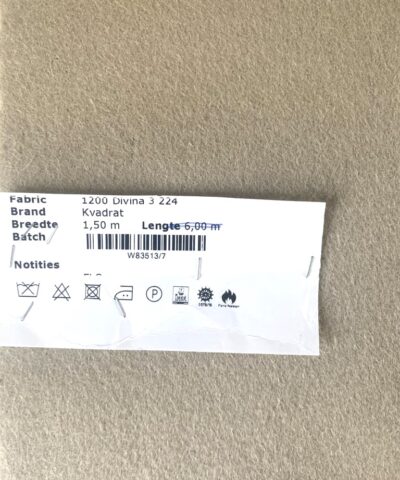 Fabric 1200 Divina 3 224
Brand Kvadrat
Breedte 1,50 m Lengte 6,00 m
Batch
W83513/7
Notities
P